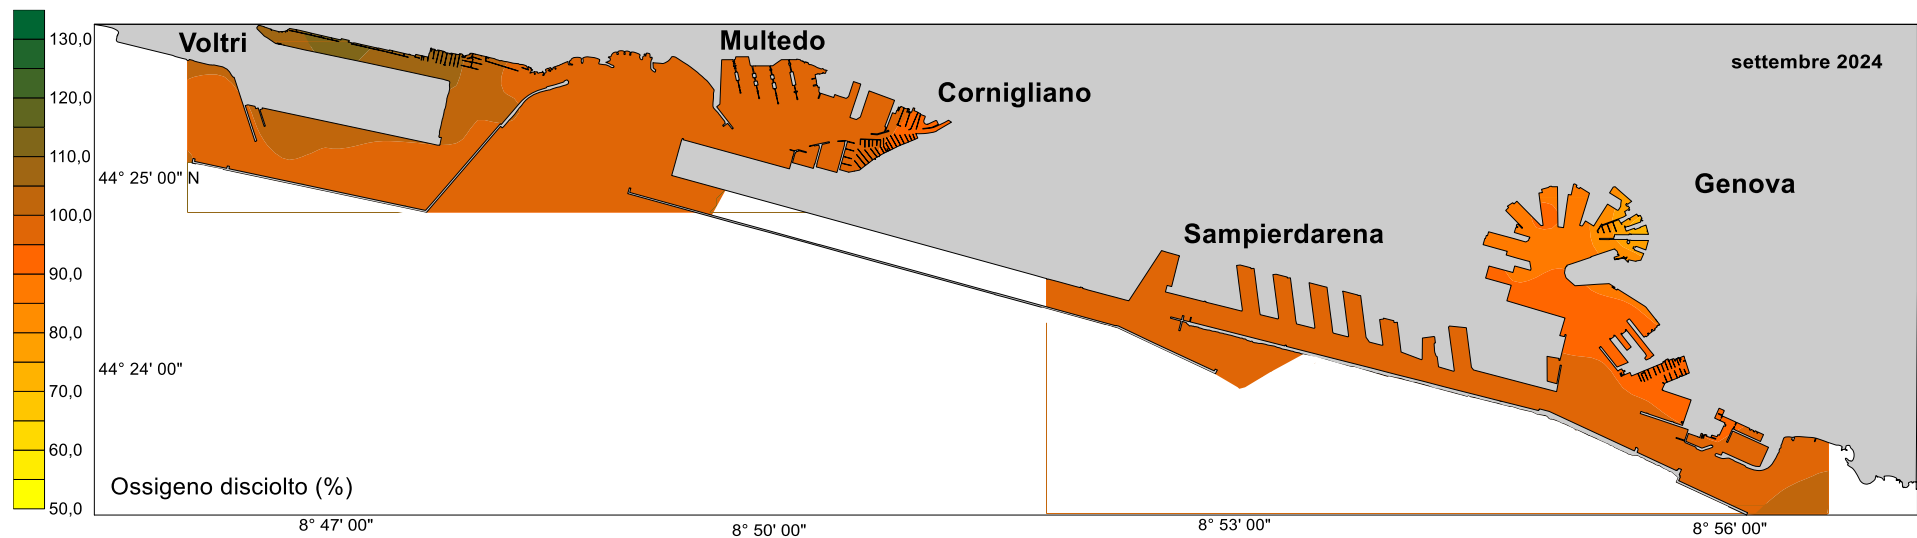 130,0
120,0
110,0
100,0
90,0
80,0
70,0
60,0
50,0
Voltri
Multedo
Cornigliano
settembre 2024
Genova
Sampierdarena
44° 25' 00" N
44° 24' 00"
Ossigeno disciolto (%)
8° 47' 00"
8° 50' 00"
8° 53' 00"
8° 56' 00"